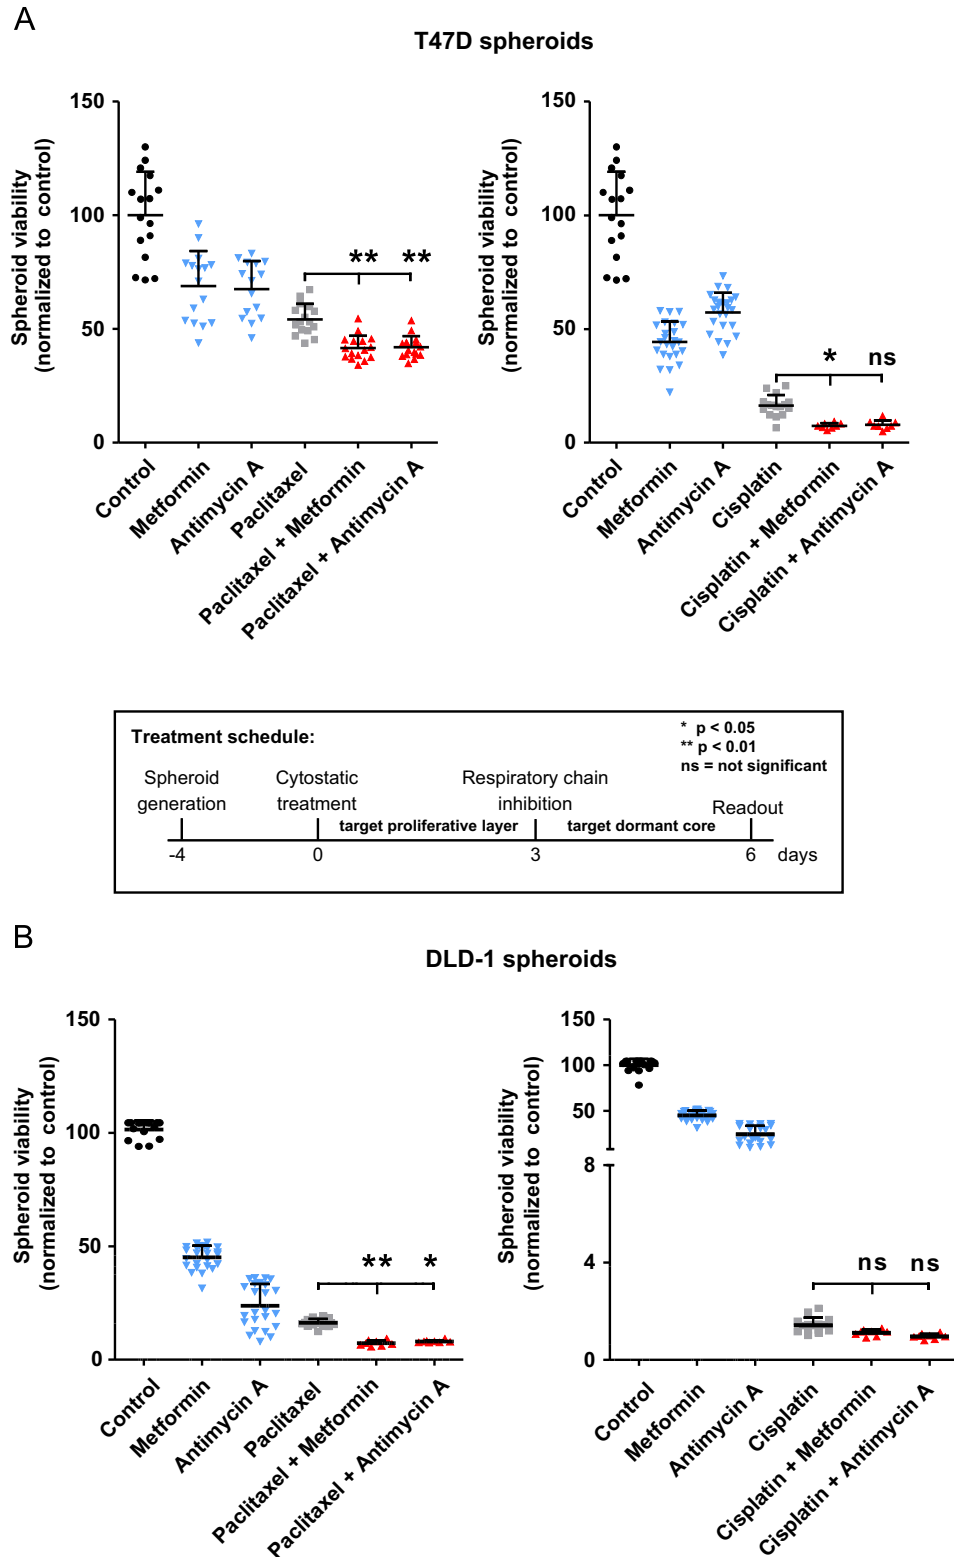 A
T47D spheroids
Spheroid viability
(normalized to control)
150
100
50
0
** **
Control
Metformin
Antimycin A
Paclitaxel
Paclitaxel + Metformin
Paclitaxel + Antimycin A
Spheroid viability
(normalized to control)
150
100
50
0
* ns
Control
Metformin
Antimycin A
Cisplatin
Cisplatin + Metformin
Cisplatin + Antimycin A
Treatment schedule:
* p < 0.05
** p < 0.01
ns = not significant
Spheroid
generation
Cytostatic
treatment
Respiratory chain
inhibition
Readout
target proliferative layer
target dormant core
-4 0 3 6 days
B
DLD-1 spheroids
Spheroid viability
(normalized to control)
150
100
50
0
** *
Control
Metformin
Antimycin A
Paclitaxel
Paclitaxel + Metformin
Paclitaxel + Antimycin A
Spheroid viability
(normalized to control)
150
100
50
8
4
0
ns ns
Control
Metformin
Antimycin A
Cisplatin
Cisplatin + Metformin
Cisplatin + Antimycin A